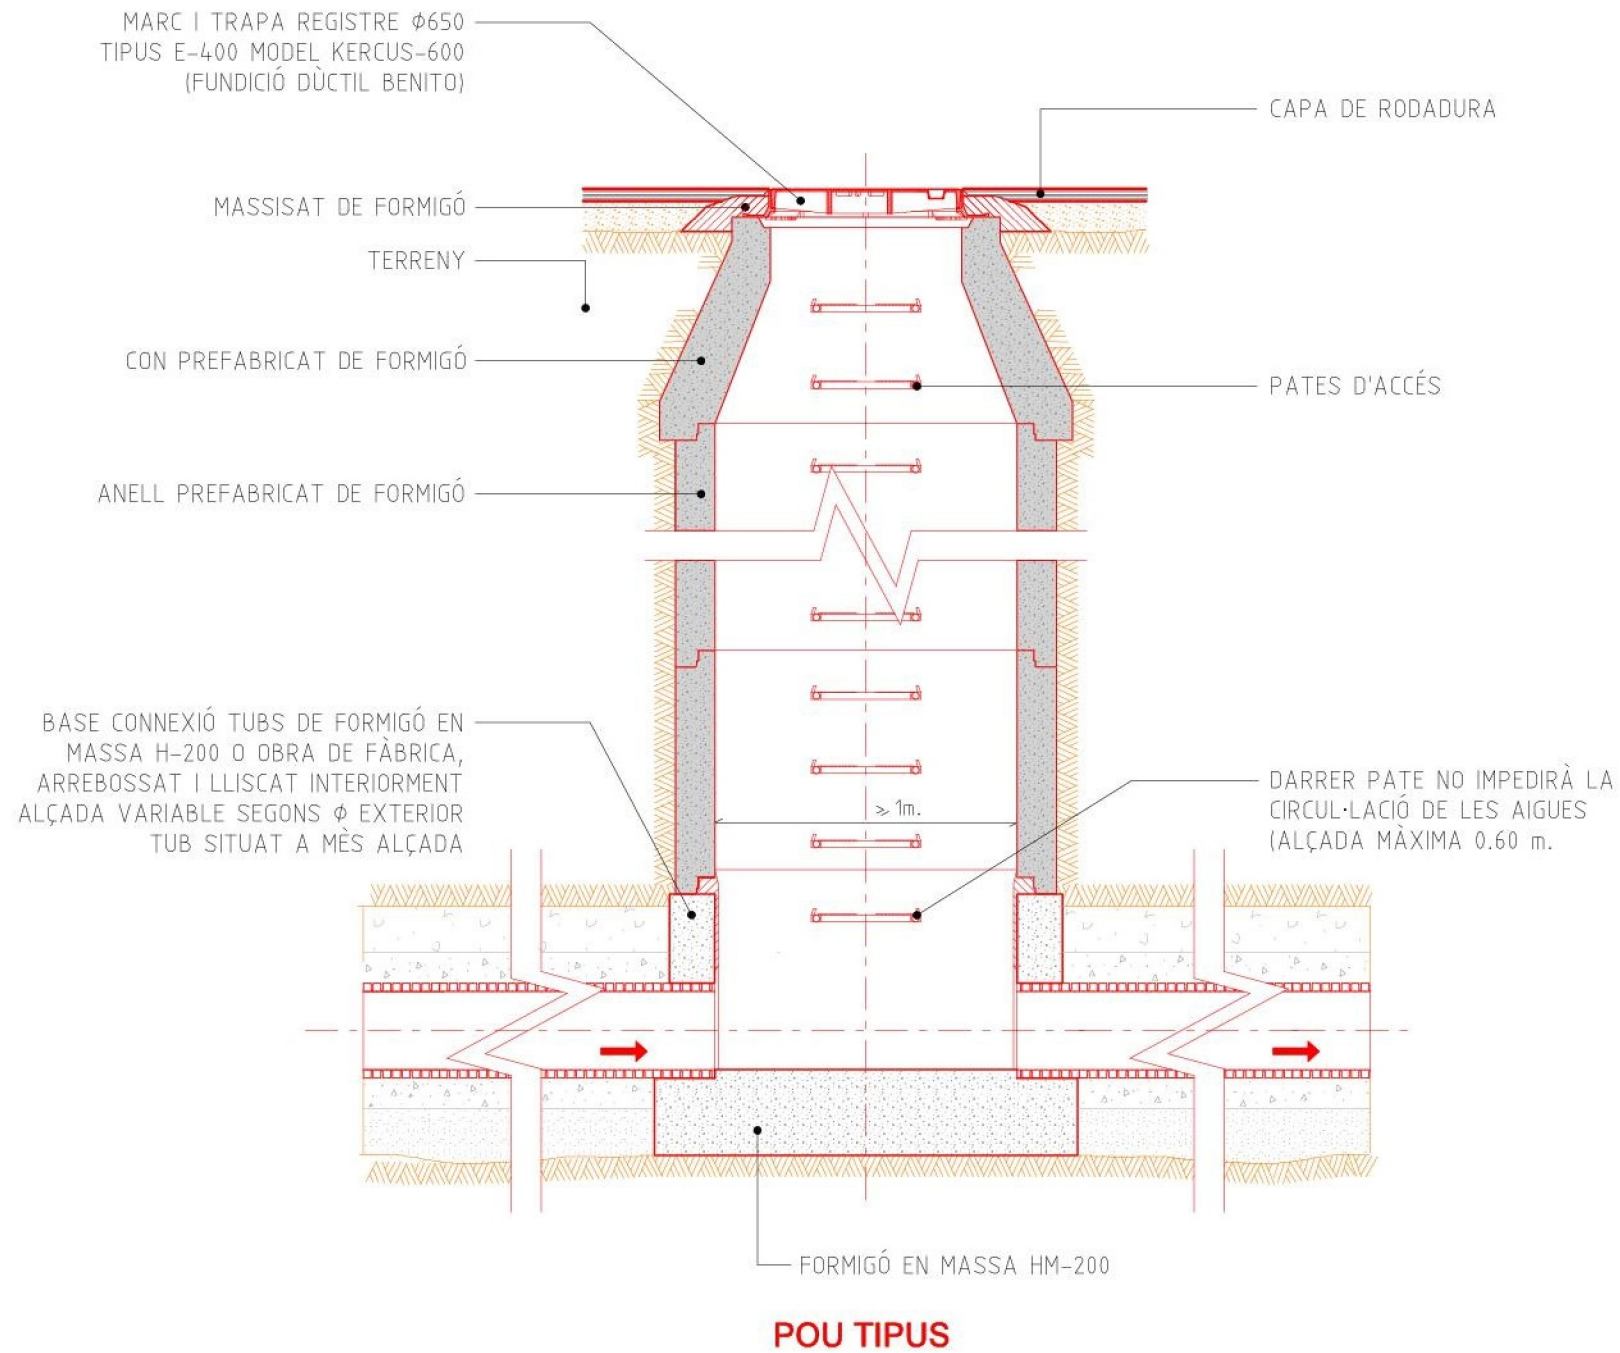 MARC I TRAPA REGISTRE ϕ650
TIPUS E-400 MODEL KERCUS-600
(FUNDICIÓ DÙCTIL BENITO)
CAPA DE RODADURA
MASSISAT DE FORMIGÓ
TERRENY
CON PREFABRICAT DE FORMIGÓ
PATES D'ACCÉS
ANELL PREFABRICAT DE FORMIGÓ
BASE CONNEXIÓ TUBS DE FORMIGÓ EN
MASSA H-200 O OBRA DE FÀBRICA,
ARREBOSSAT I LLISCAT INTERIORMENT
ALÇADA VARIABLE SEGONS ϕ EXTERIOR
TUB SITUAT A MÈS ALÇADA
⩾ 1m.
DARRER PATE NO IMPEDIRÀ LA
CIRCUL·LACIÓ DE LES AIGUES
(ALÇADA MÀXIMA 0.60 m.
FORMIGÓ EN MASSA HM-200
POU TIPUS